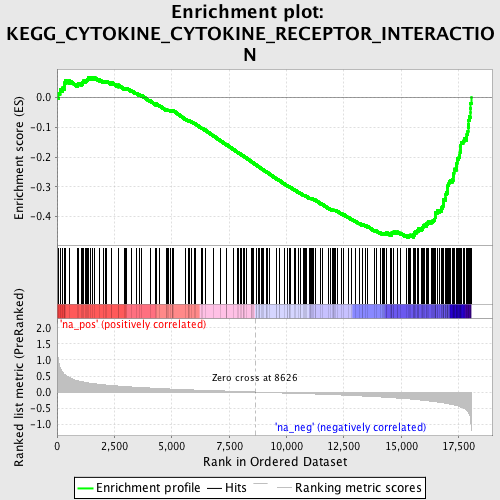 Enrichment plot:
KEGG_CYTOKINE_CYTOKINE_RECEPTOR_INTERACTION
N
Enrichment score (ES)
0.0
-0.1
-0.2
-0.3
-0.4
'na_pos' (positively correlated)
Ranked list metric (PreRanked)
2.0
1.5
1.0
0.5
0.0
-0.5
-1.0
Zero cross at 8626
'na_neg' (negatively correlated)
0
2,500
5,000
7,500
10,000
12,500
15,000
17,500
Rank in Ordered Dataset
Enrichment profile
Hits
Ranking metric scores